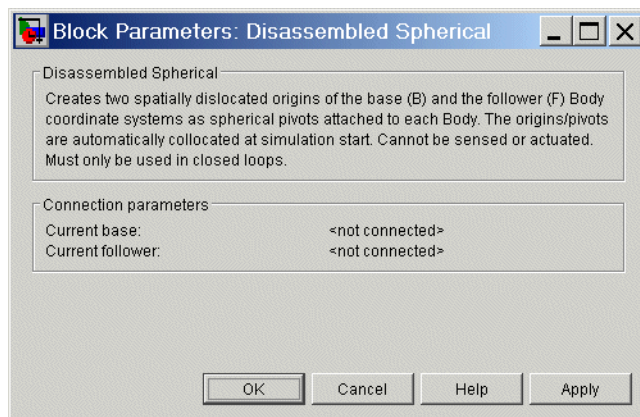 Block Parameters: Disassembled Spherical
Disassembled Spherical
Creates two spatially dislocated origins of the base (B) and the follower (F) Body
coordinate systems as spherical pivots attached to each Body. The origins/pivots
are automatically collocated at simulation start. Cannot be sensed or actuated.
Must only be used in closed loops.
Connection parameters
Current base: <not connected>
Current follower: <not connected>
OK Cancel Help Apply